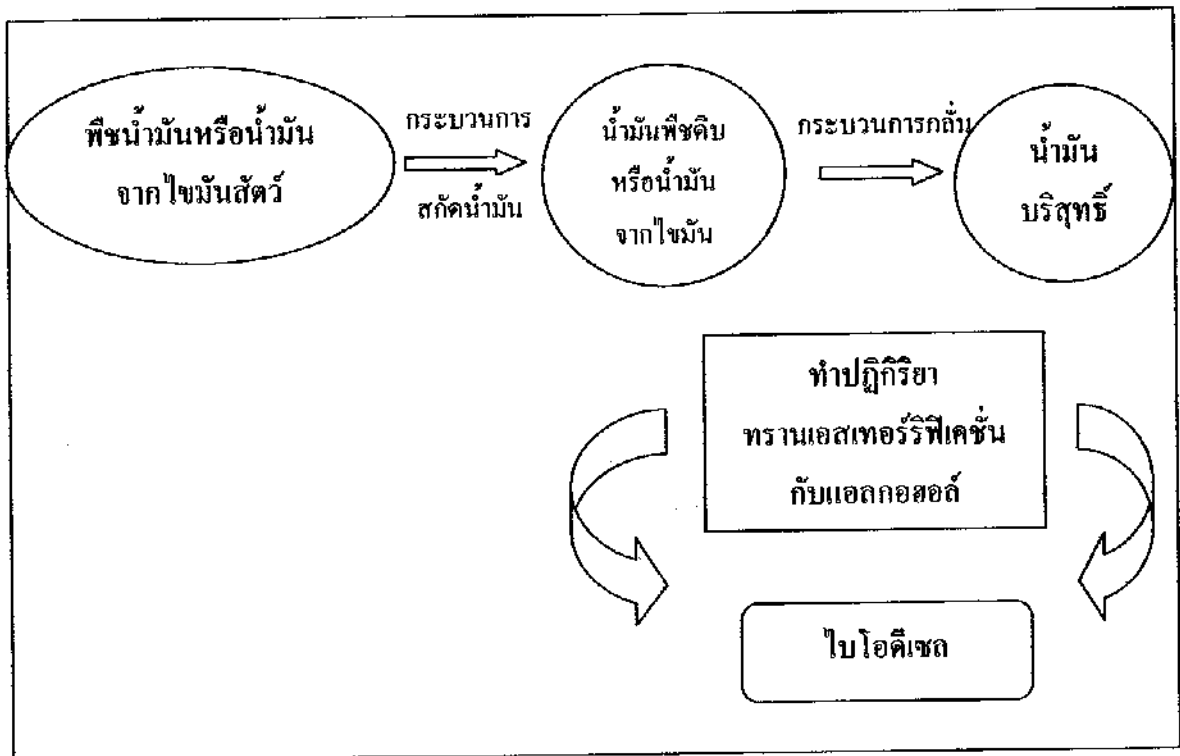 พืชน้ำมันหรือน้ำมัน
จากไขมันสัตว์
กระบวนการ
สกัดน้ำมัน
น้ำมันพืชดิบ
หรือน้ำมัน
จากไขมัน
กระบวนการกลั่น
น้ำมัน
บริสุทธิ์
ทำปฏิกิริยา
ทรานเอสเทอร์ริฟิเคชั่น
กับแอลกอฮอล์
ไบโอดีเซล